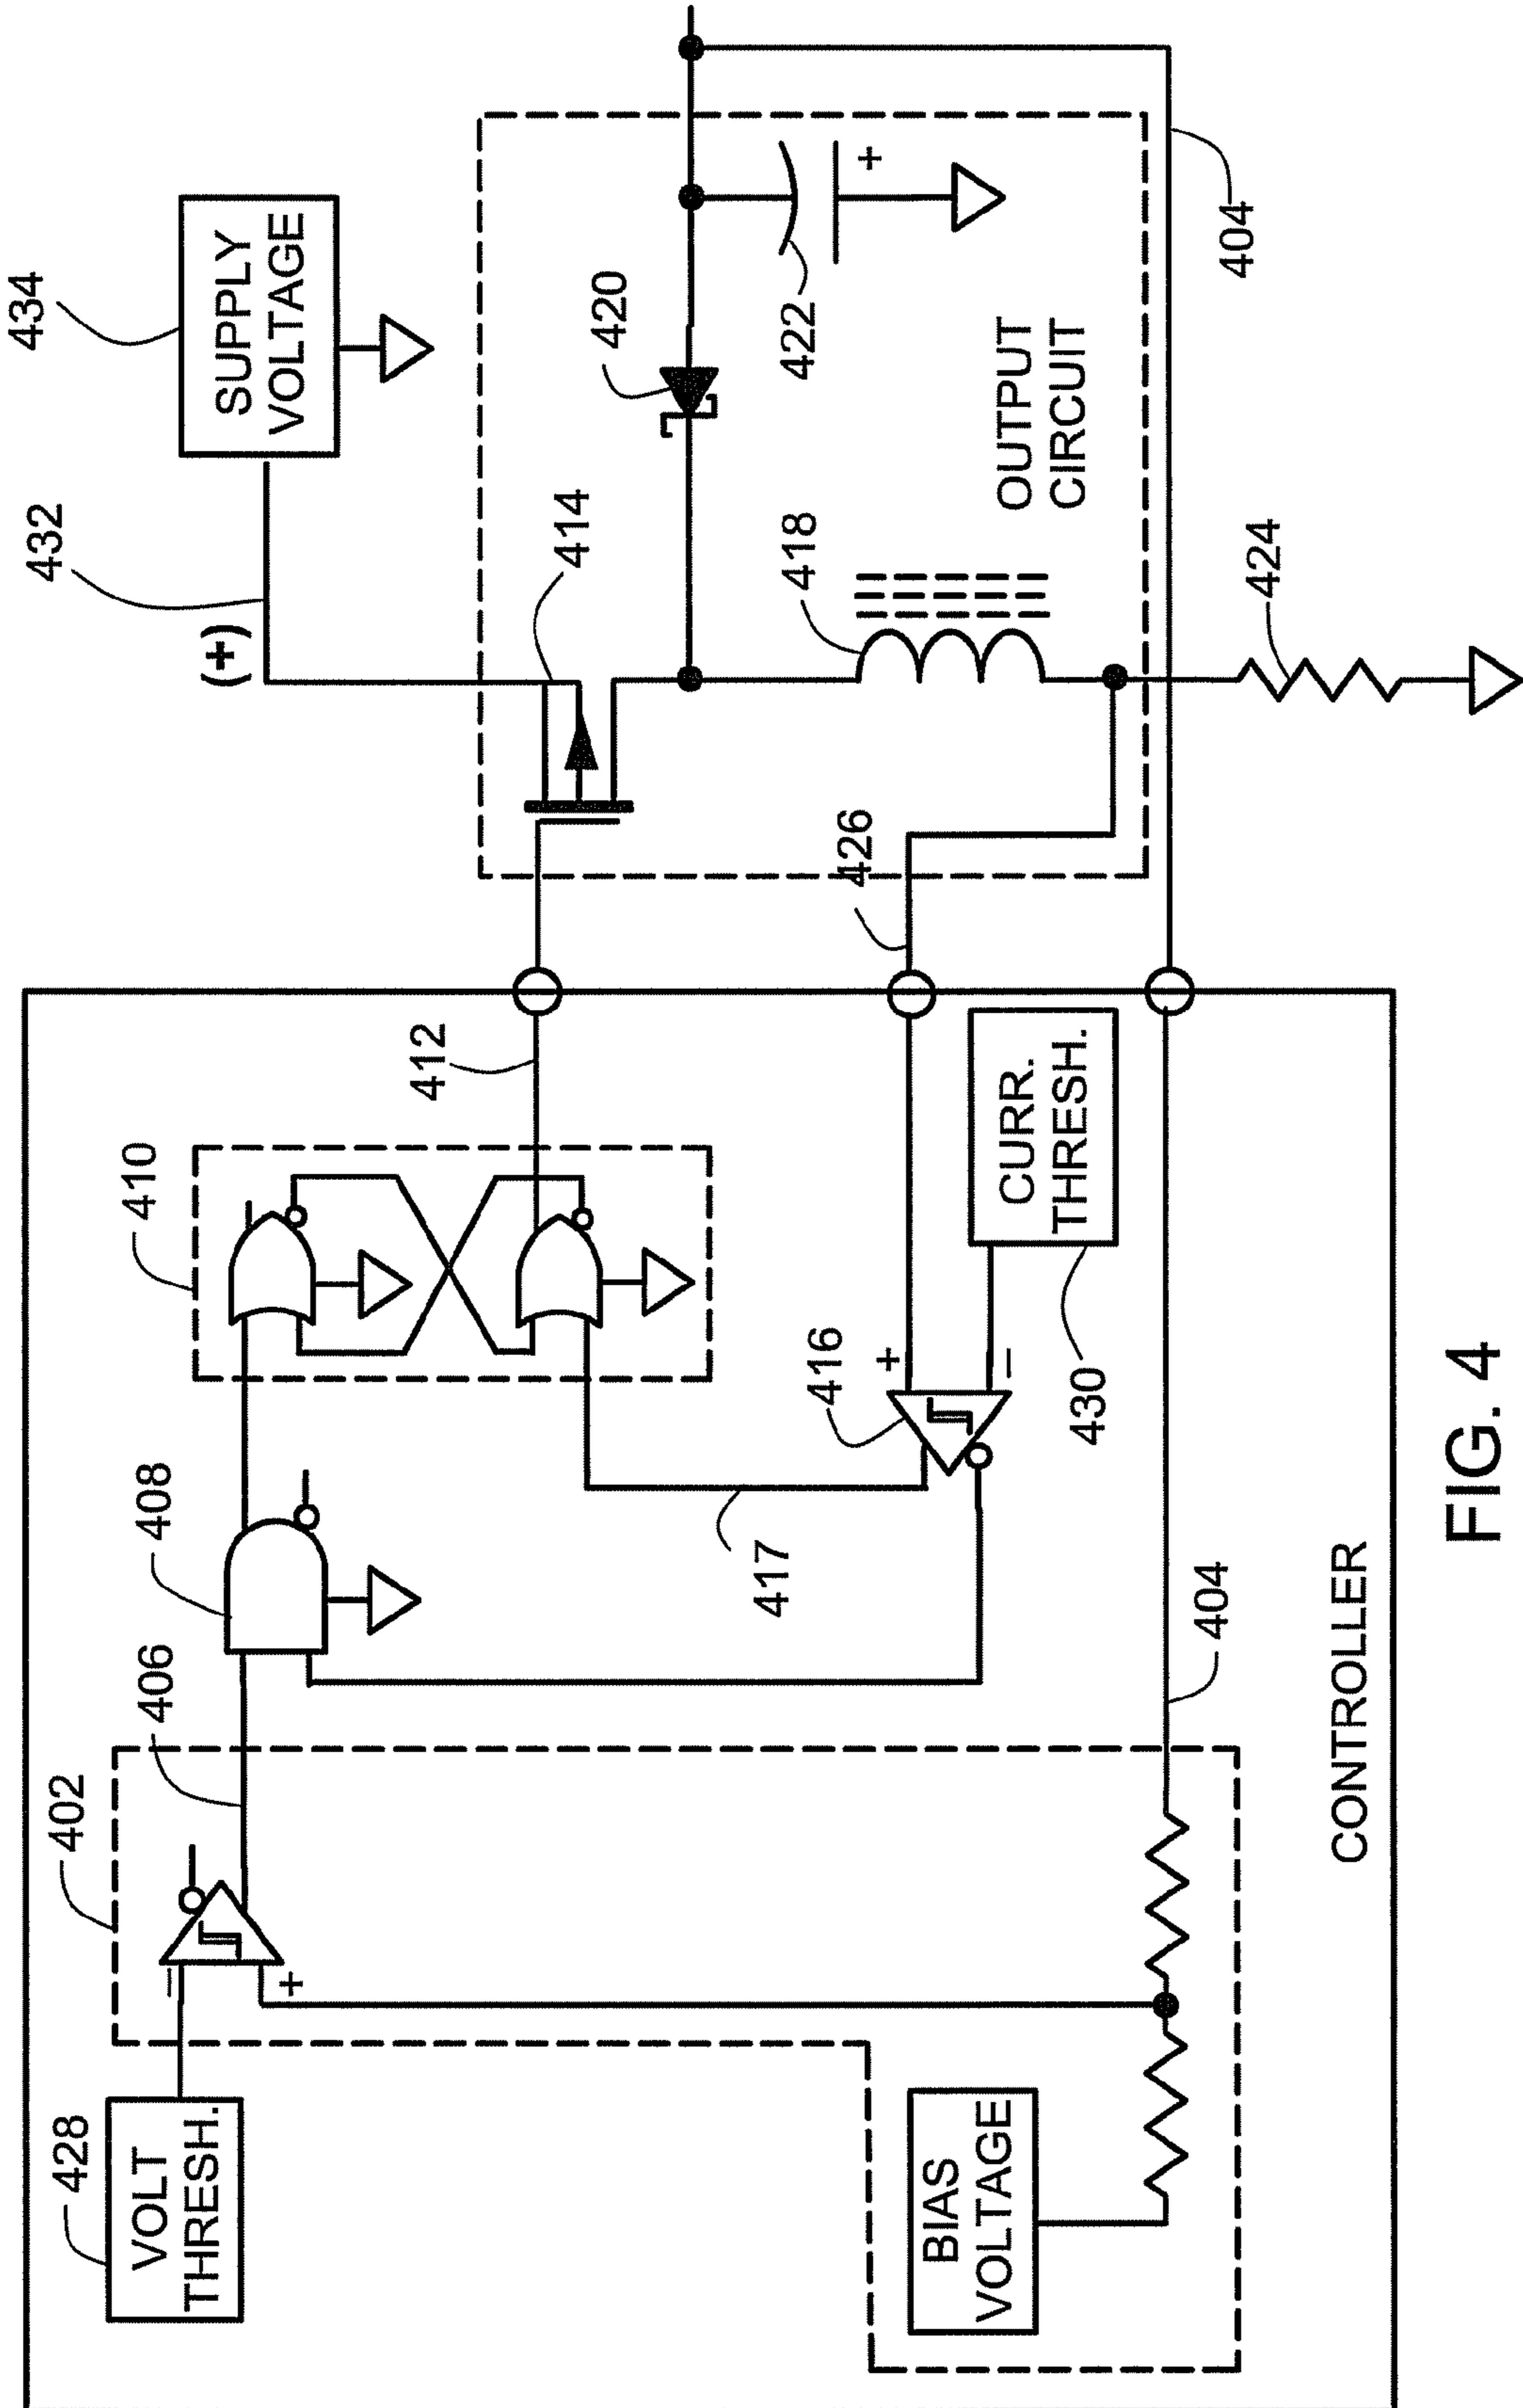 434
SUPPLY
VOLTAGE
432
(+)
414
420
422
+
418
OUTPUT
CIRCUIT
404
424
426
412
410
408
406
402
416
+
−
417
CURR.
THRESH.
430
428
VOLT
THRESH.
−
+
BIAS
VOLTAGE
404
CONTROLLER
FIG. 4